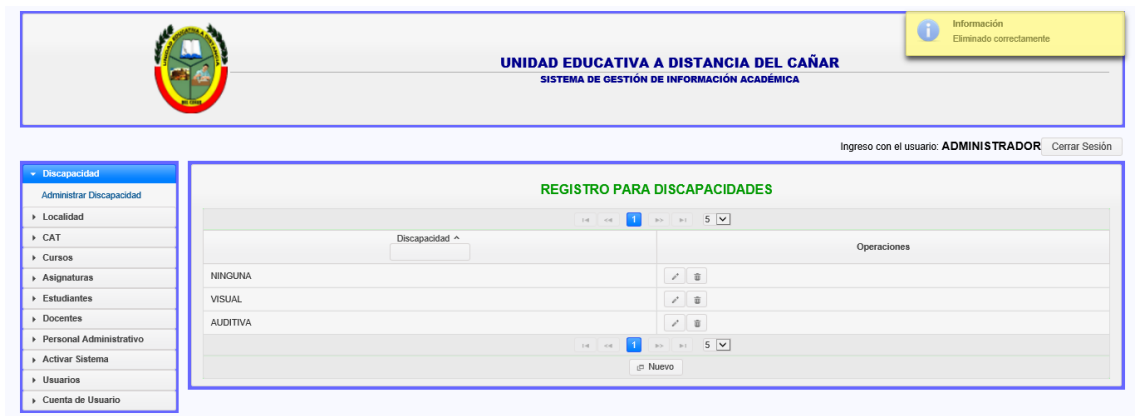 Información
Eliminado correctamente
UNIDAD EDUCATIVA A DISTANCIA DEL CAÑAR
SISTEMA DE GESTIÓN DE INFORMACIÓN ACADÉMICA
Ingreso con el usuario: ADMINISTRADOR Cerrar Sesión
Discapacidad
Administrar Discapacidad
Localidad
CAT
Cursos
Asignaturas
Estudiantes
Docentes
Personal Administrativo
Activar Sistema
Usuarios
Cuenta de Usuario
REGISTRO PARA DISCAPACIDADES
1 5
Discapacidad Operaciones
NINGUNA
VISUAL
AUDITIVA
1 5
Nuevo